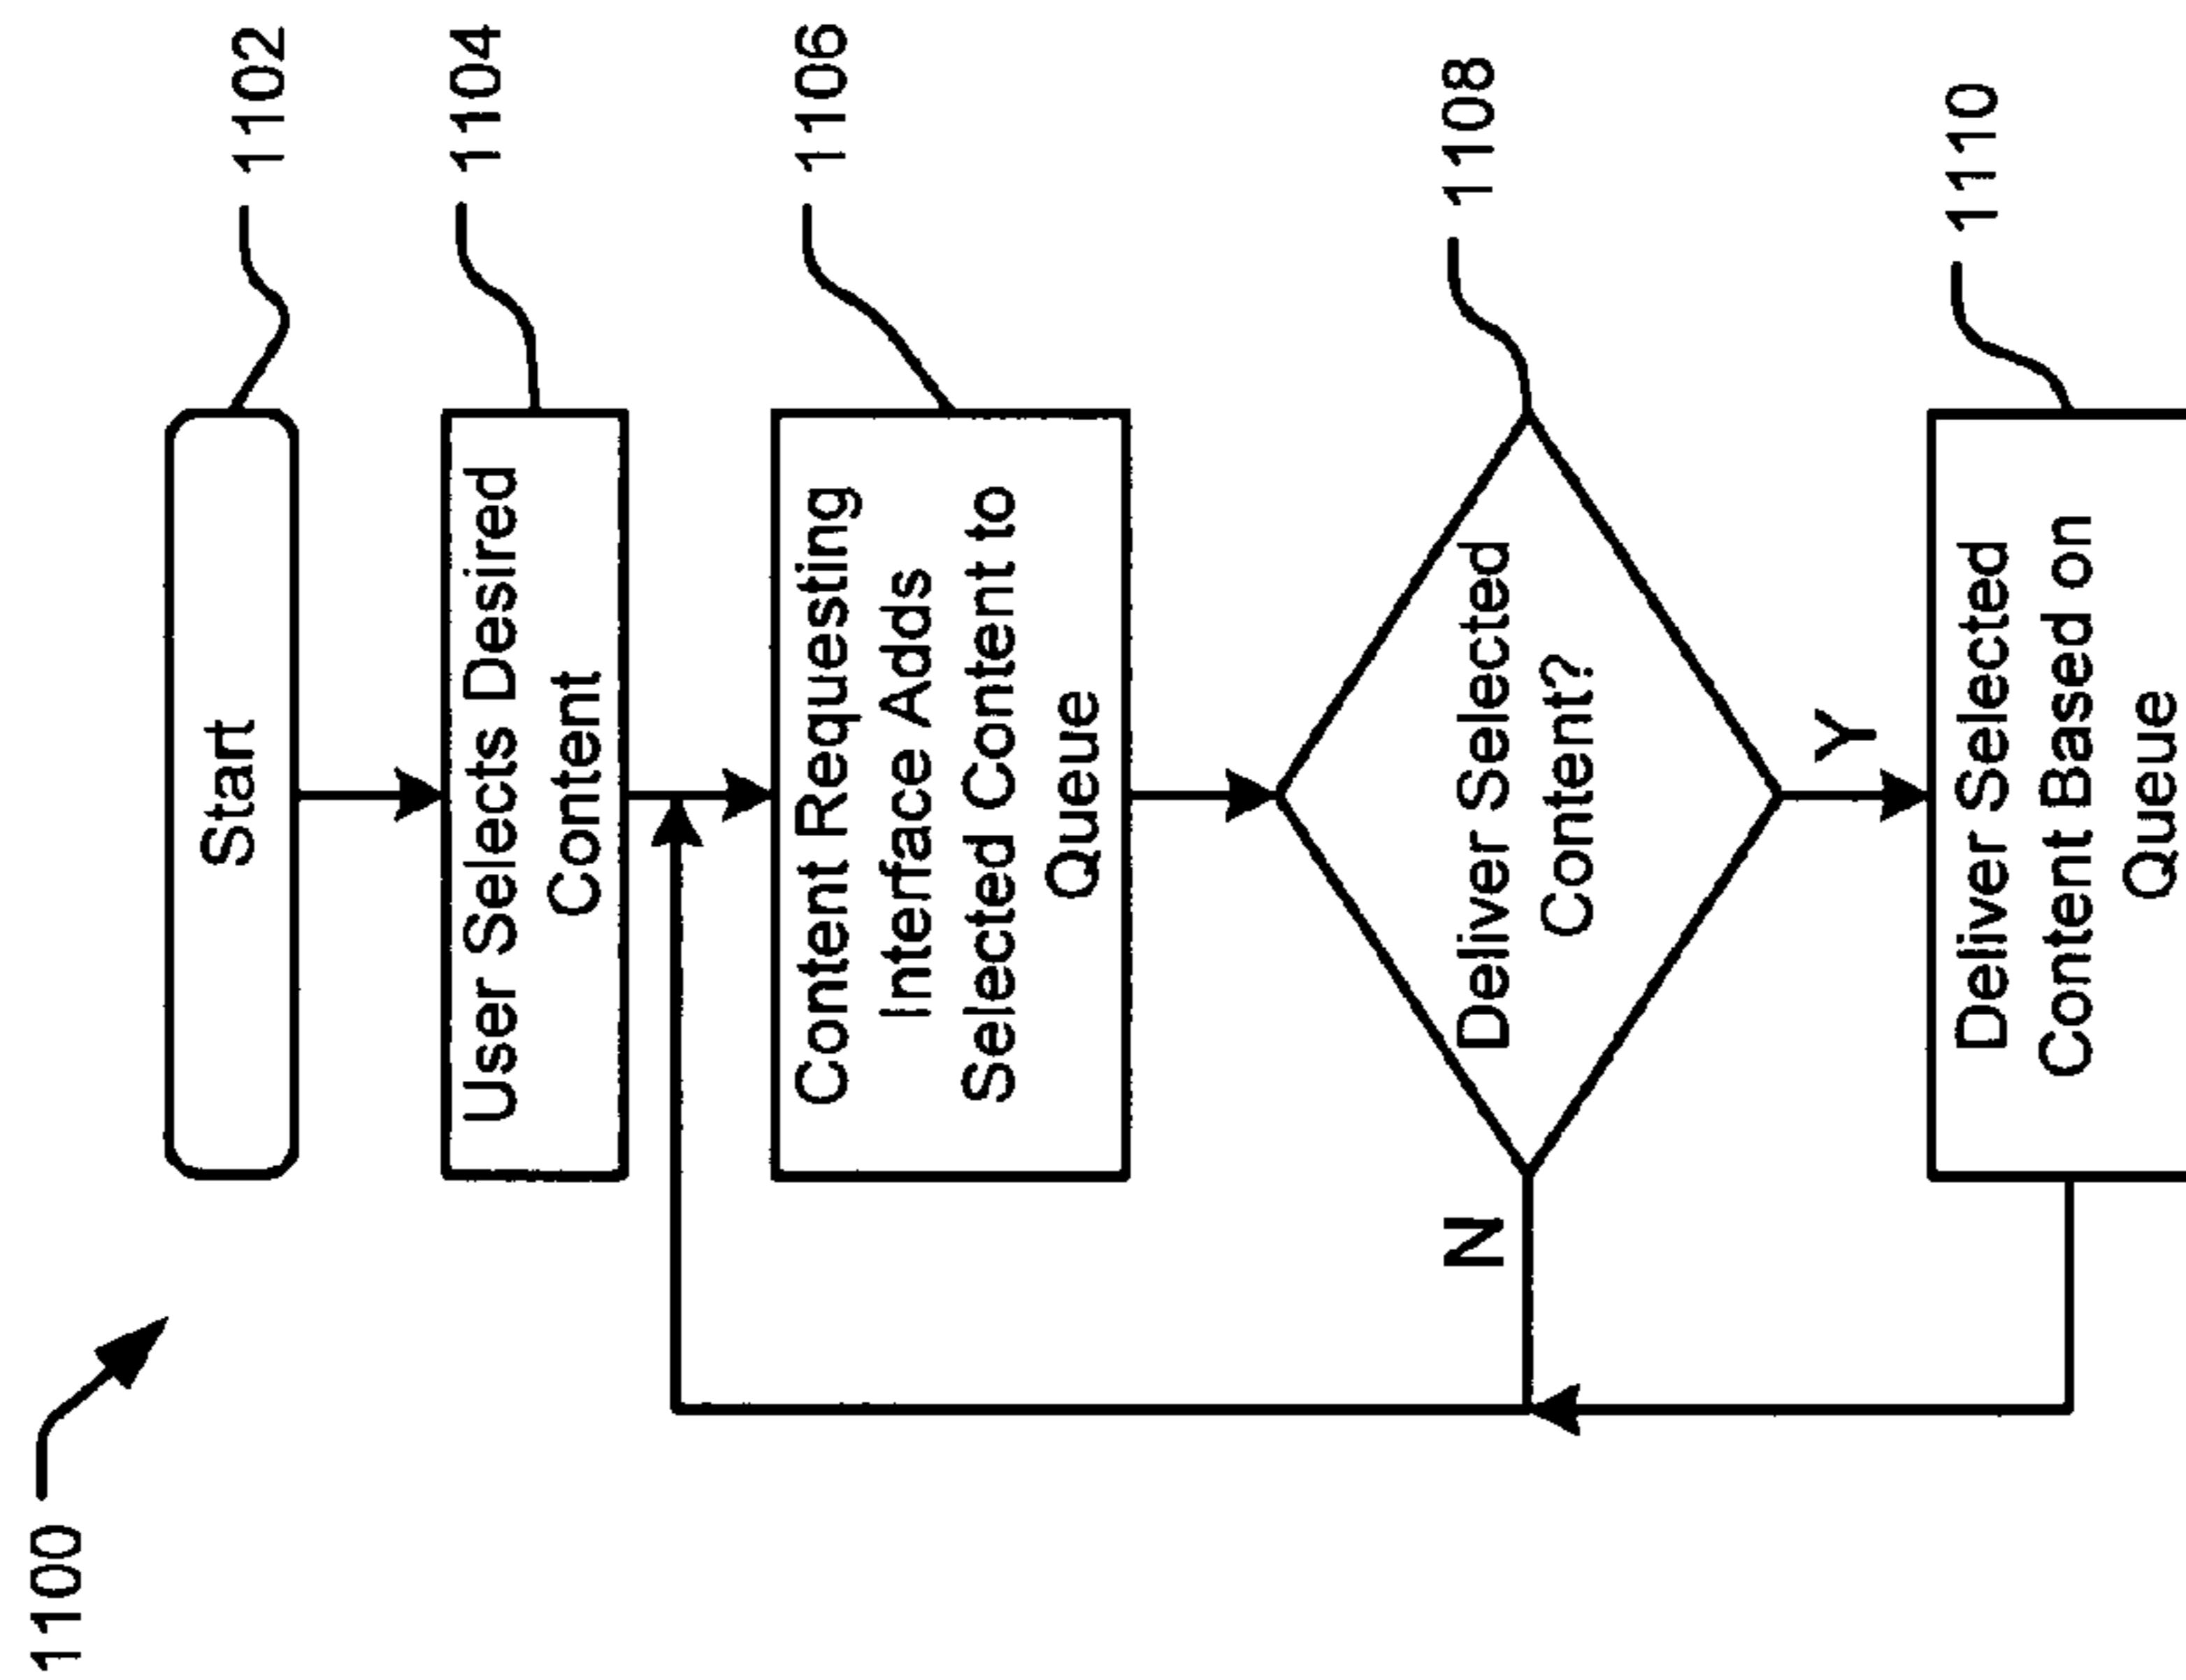 1100
Start
1102
User Selects Desired
Content
1104
Content Requesting
Interface Adds
Selected Content to
Queue
1106
Deliver Selected
Content?
1108
N
Y
Deliver Selected
Content Based on
Queue
1110